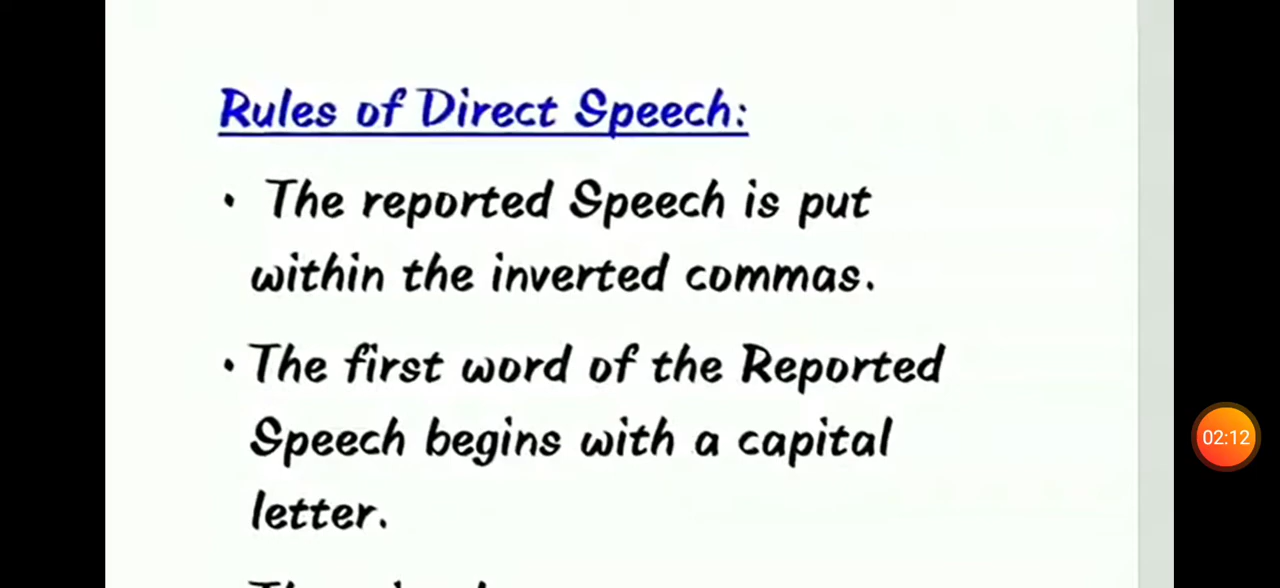 Rules of Direct Speech:
• The reported Speech is put
within the inverted commas.
• The first word of the Reported
Speech begins with a capital
letter.
02:12